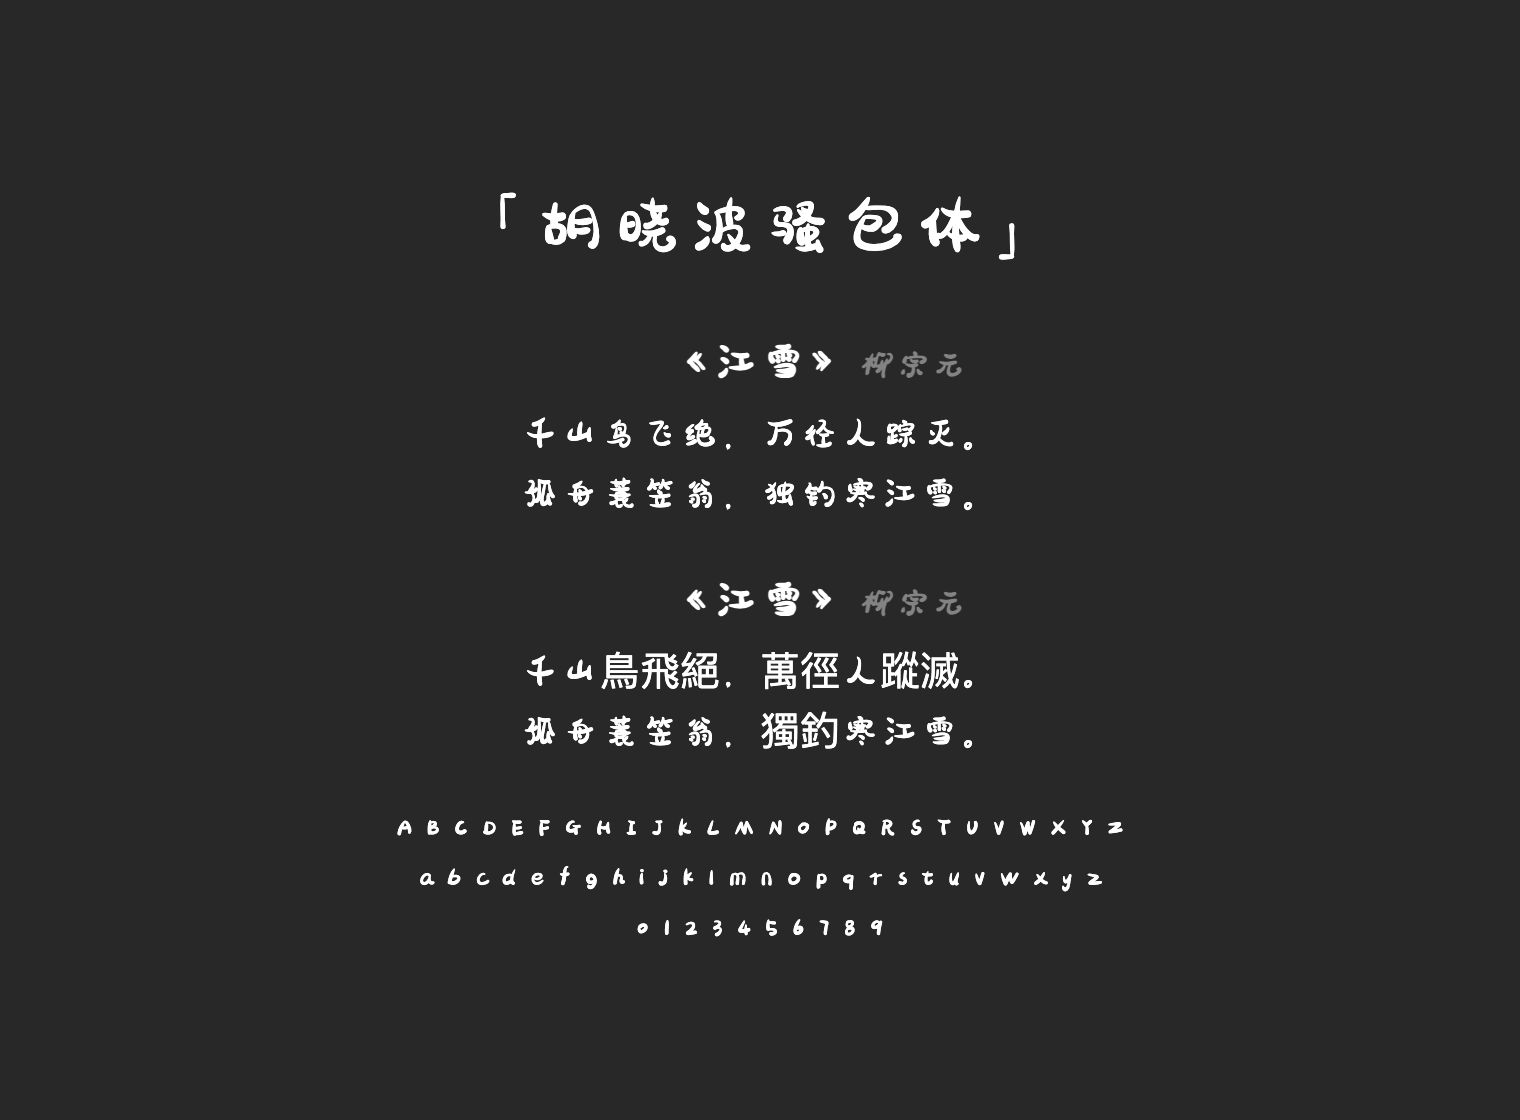 「胡晓波骚包体」
《江雪》 柳宗元
千山鸟飞绝，万径人踪灭。
孤舟蓑笠翁，独钓寒江雪。
《江雪》 柳宗元
千山鳥飛絕，萬徑人蹤滅。
孤舟蓑笠翁，獨釣寒江雪。
A B C D E F G H I J K L M N O P Q R S T U V W X Y Z
a b c d e f g h i j k l m n o p q r s t u v w x y z
0 1 2 3 4 5 6 7 8 9